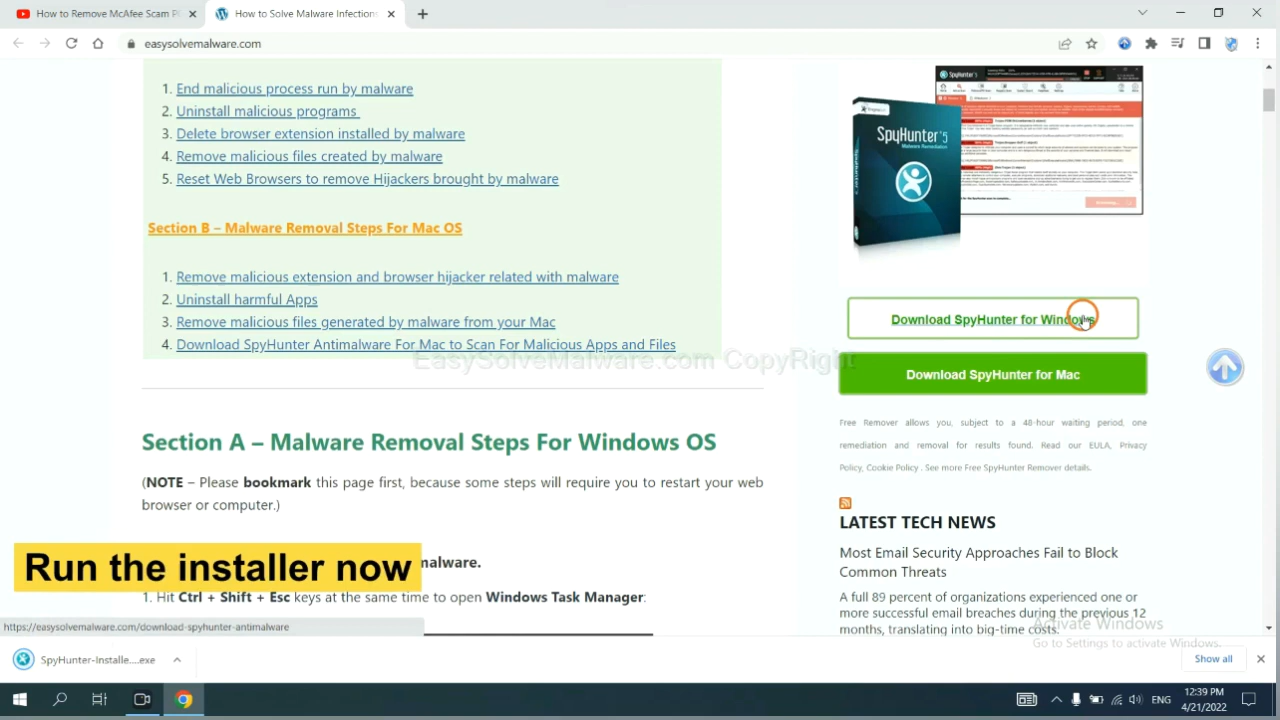 How to Remove McAfee Scam P
How to Solve Malware Infections
easysolvemalware.com
1. End malicious process run by malware
2. Uninstall
3. Delete browser extension created by malware
4. Remove malicious files created by malware
5. Reset Web Hijackers brought by
Section B – Malware Removal Steps For Mac OS
1. Remove malicious extension and browser hijacker related with malware
2. Uninstall harmful Apps
3. Remove malicious files generated by malware from your Mac
4. Download SpyHunter Antimalware For Mac to Scan For Malicious Apps and Files
EasySolveMalware.com CopyRight
Section A – Malware Removal Steps For Windows OS
(NOTE – Please bookmark this page first, because some steps will require you to restart your web
browser or computer.)
Run the installer now
malware.
1. Hit Ctrl + Shift + Esc keys at the same time to open Windows Task Manager:
SpyHunter 5
SpyHunter 5
Malware Remediation
Download SpyHunter for Windows
Download SpyHunter for Mac
Free Remover allows you, subject to a 48-hour waiting period, one
remediation and removal for results found. Read our EULA, Privacy
Policy, Cookie Policy . See more Free SpyHunter Remover details.
LATEST TECH NEWS
Most Email Security Approaches Fail to Block
Common Threats
A full 89 percent of organizations experienced one or
more successful email breaches during the previous 12
months, translating into big-time costs.
Activate Windows
Go to Settings to activate Windows.
https://easysolvemalware.com/download-spyhunter-antimalware
SpyHunter-Installe....exe
Show all
ENG
12:39 PM
4/21/2022